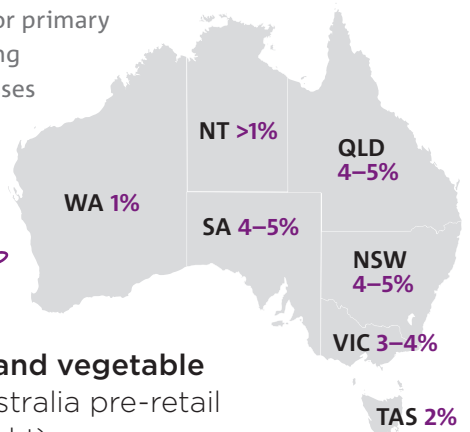 or primary
ses
NT >1%
QLD
4–5%
WA 1%
SA 4–5%
NSW
4–5%
VIC 3–4%
and vegetable
stralia pre-retail
TAS 2%